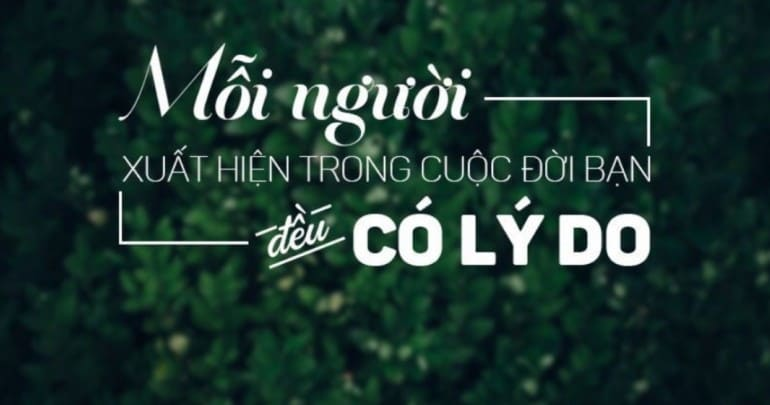 Mỗi người
XUẤT HIỆN TRONG CUỘC ĐỜI BẠN
đều CÓ LÝ DO